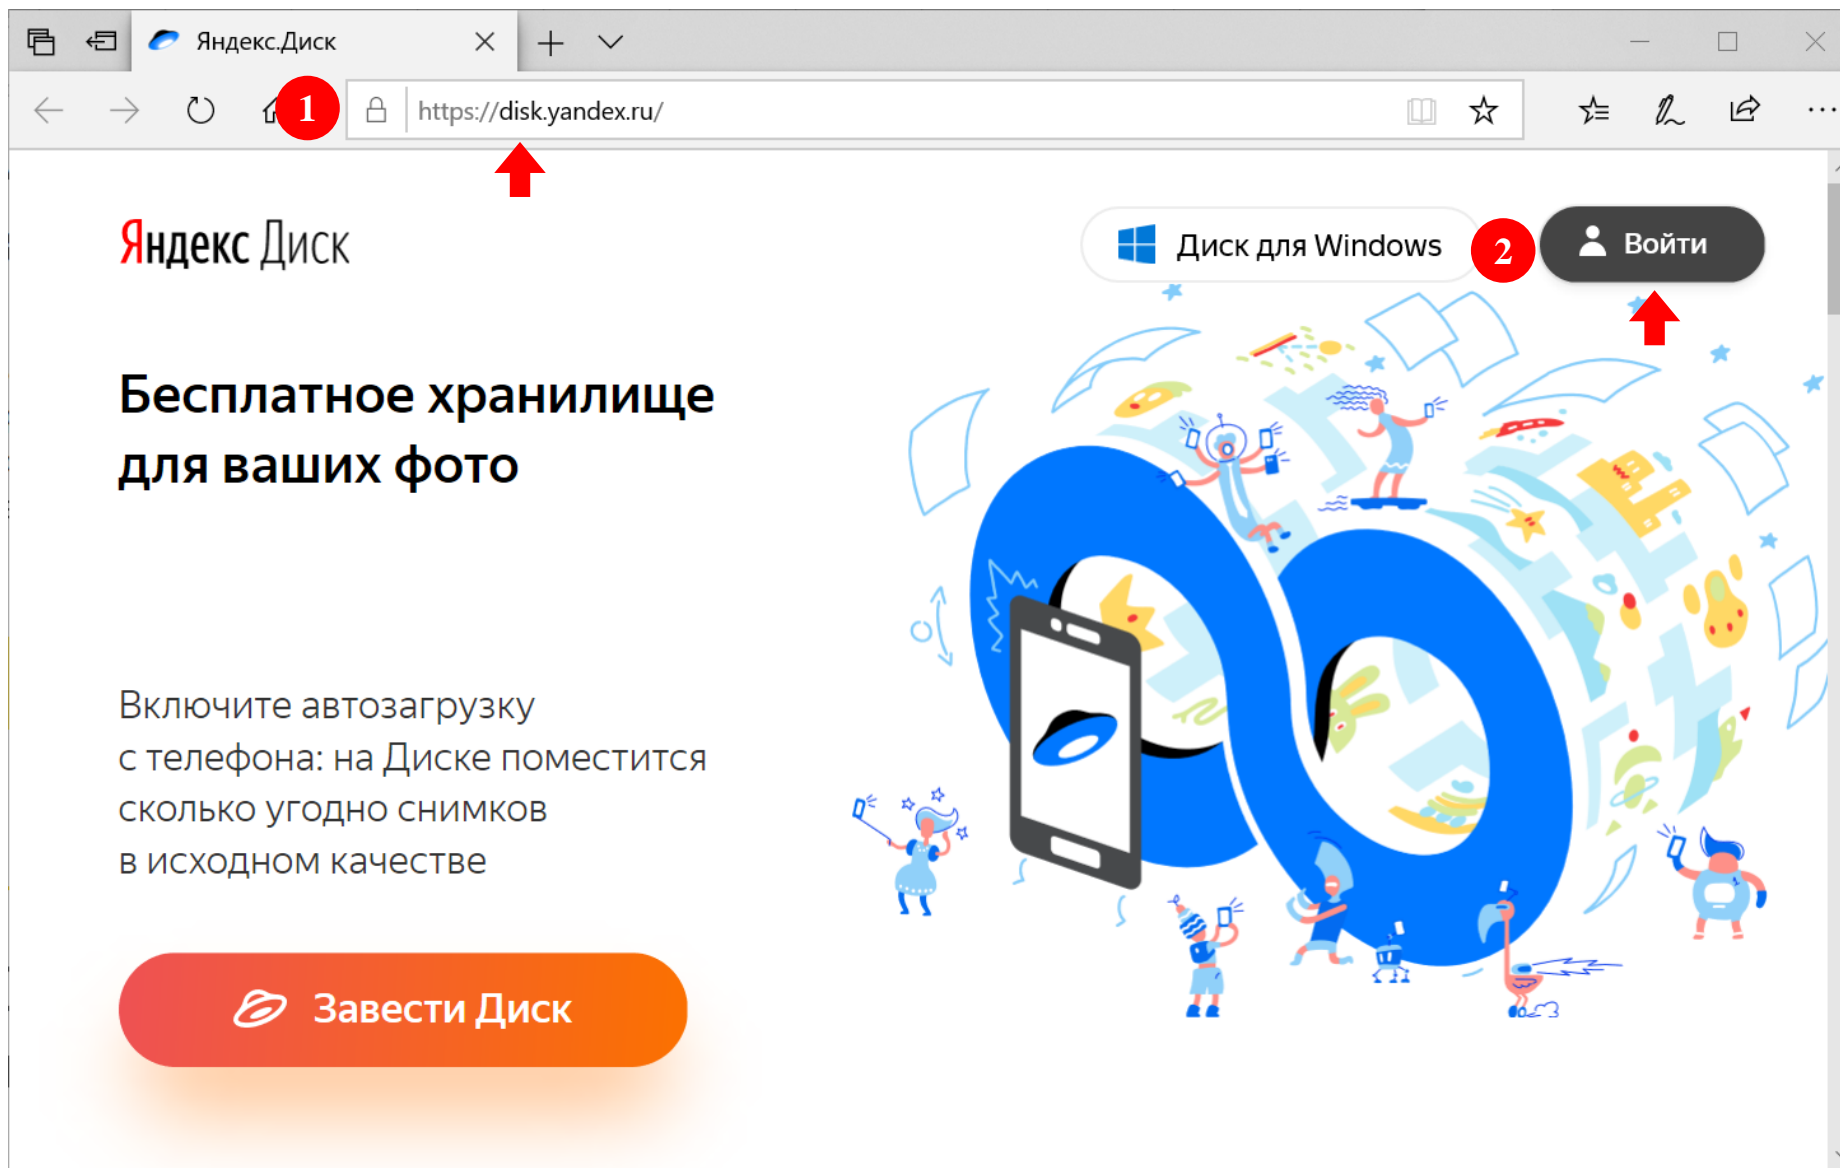 Яндекс.Диск
1
https://disk.yandex.ru/
Яндекс Диск
Диск для Windows
2
Войти
Бесплатное хранилище
для ваших фото
Включите автозагрузку
с телефона: на Диске поместится
сколько угодно снимков
в исходном качестве
Завести Диск